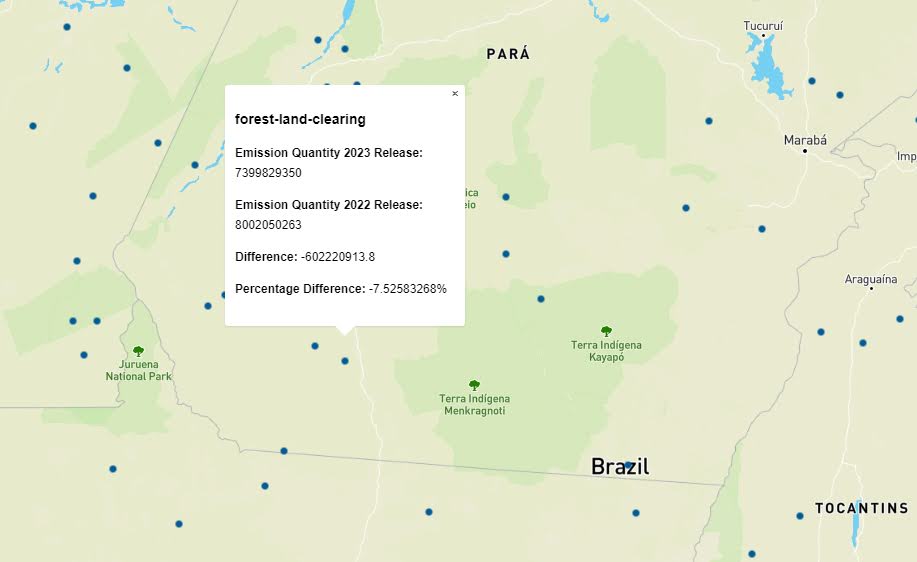 Tucuruí
PARÁ
×
forest-land-clearing
Emission Quantity 2023 Release:
7399829350
Emission Quantity 2022 Release:
8002050263
Difference: -602220913.8
Percentage Difference: -7.52583268%
Marabá
Imp
ica
eio
Araguaína
Terra Indígena
Kayapó
Juruena
National Park
Terra Indígena
Menkragnoti
Brazil
TOCANTINS